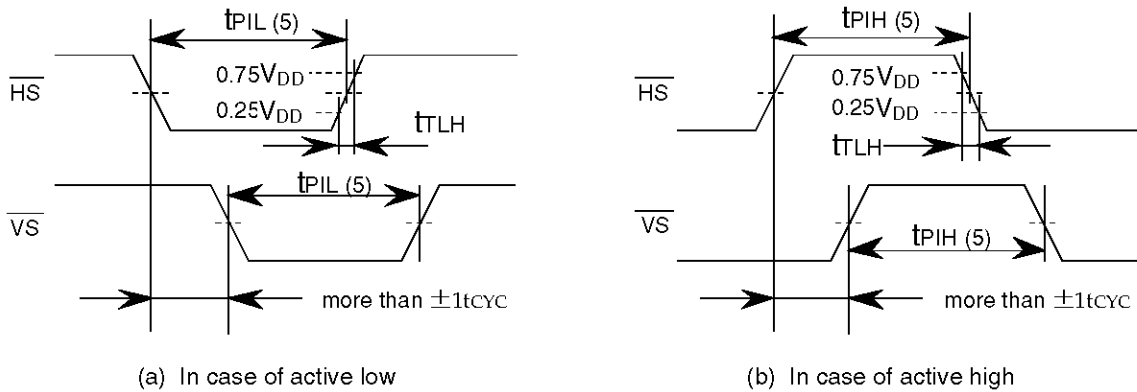 tPIL (5)
HS
0.75VDD
0.25VDD
tTLH
tPIL (5)
VS
more than ±1tCYC
(a) In case of active low
tPIH (5)
HS
0.75VDD
0.25VDD
tTLH
VS
tPIH (5)
more than ±1tCYC
(b) In case of active high